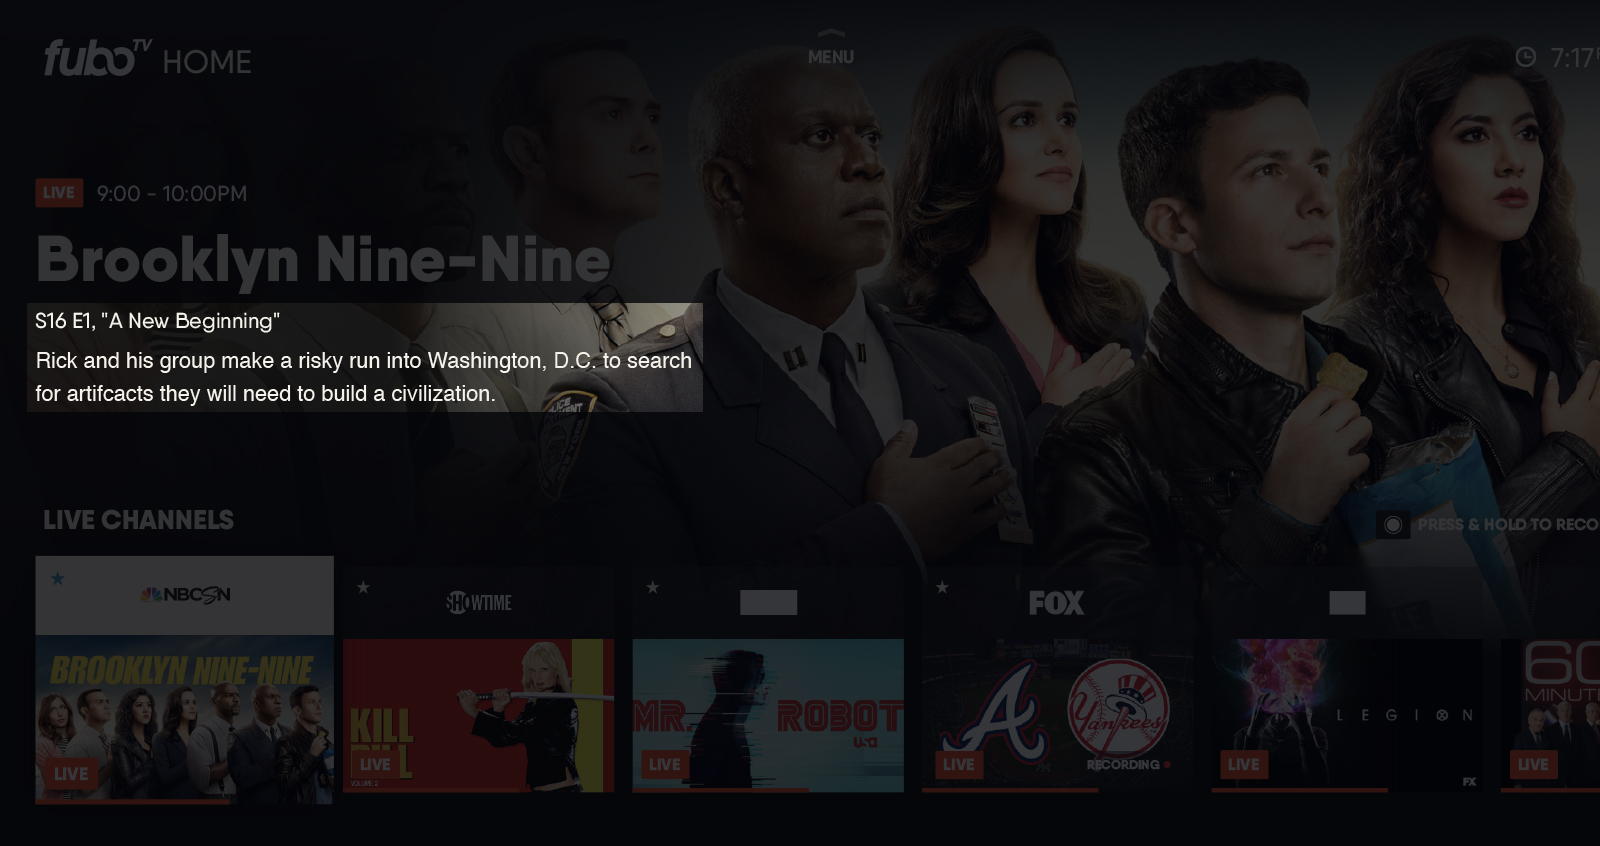 fuboTV HOME
MENU
7:17
LIVE 9:00 - 10:00PM
Brooklyn Nine-Nine
S16 E1, "A New Beginning"
Rick and his group make a risky run into Washington, D.C. to search
for artifcacts they will need to build a civilization.
LIVE CHANNELS
PRESS & HOLD TO RECO
NBCSN
SHOWTIME
FOX
BROOKLYN NINE-NINE
LIVE
KILL
BILL
LIVE
VOLUME 2
MR. ROBOT
usa
LIVE
Yankees
LIVE
RECORDING
LEGION
LIVE
FX
60
MINUT
LIVE